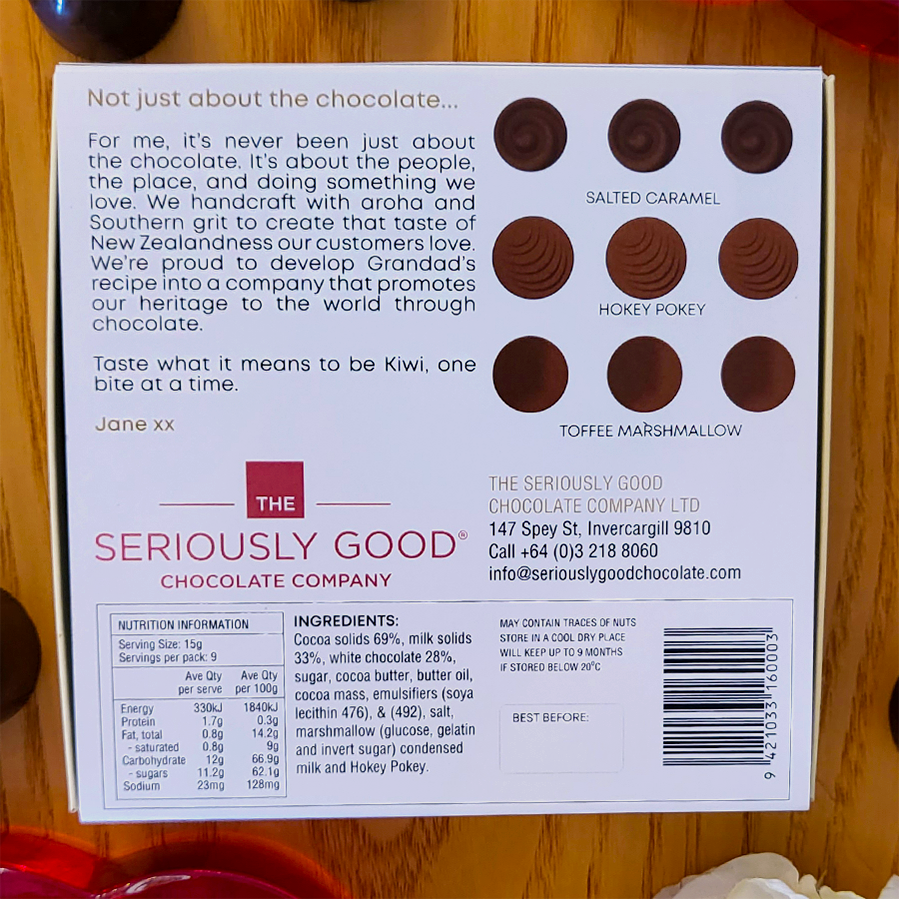 Not just about the chocolate...
For me, it's never been just about
the chocolate. It's about the people,
the place, and doing something we
love. We handcraft with aroha and
Southern grit to create that taste of
New Zealandness our customers love.
We're proud to develop Grandad's
recipe into a company that promotes
our heritage to the world through
chocolate.
Taste what it means to be Kiwi, one
bite at a time.
Jane xx
SALTED CARAMEL
HOKEY POKEY
TOFFEE MARSHMALLOW
THE
SERIOUSLY GOOD®
CHOCOLATE COMPANY
THE SERIOUSLY GOOD
CHOCOLATE COMPANY LTD
147 Spey St, Invercargill 9810
Call +64 (0)3 218 8060
info@seriouslygoodchocolate.com
NUTRITION INFORMATION
Serving Size: 15g
Servings per pack: 9
Ave Qty Ave Qty
per serve per 100g
Energy 330kJ 1840kJ
Protein 1.7g 0.3g
Fat, total 0.8g 14.2g
- saturated 0.8g 9g
Carbohydrate 12g 66.9g
- sugars 11.2g 62.1g
Sodium 23mg 128mg
INGREDIENTS:
Cocoa solids 69%, milk solids
33%, white chocolate 28%,
sugar, cocoa butter, butter oil,
cocoa mass, emulsifiers (soya
lecithin 476), & (492), salt,
marshmallow (glucose, gelatin
and invert sugar) condensed
milk and Hokey Pokey.
MAY CONTAIN TRACES OF NUTS
STORE IN A COOL DRY PLACE
WILL KEEP UP TO 9 MONTHS
IF STORED BELOW 20°C
BEST BEFORE:
9 421033 160003